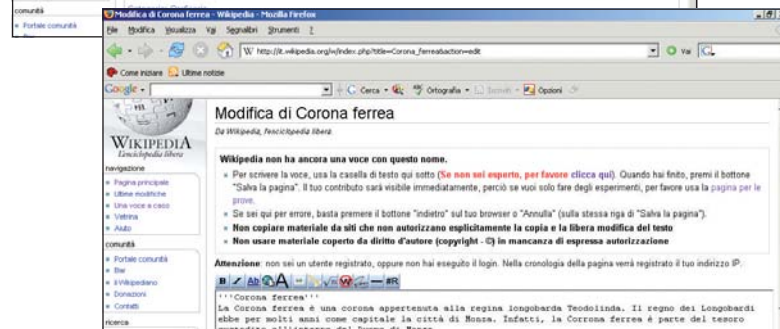 comunità
Portale comunità
Modifica di Corona ferrea - Wikipedia - Mozilla Firefox
File Modifica Visualizza Vai Segnalibri Strumenti ?
http://it.wikipedia.org/w/index.php?title=Corona_ferrea&action=edit
Vai
Come iniziare Ultime notizie
Google Cerca Ortografia Iscriviti Opzioni
WIKIPEDIA
L'enciclopedia libera
navigazione
Pagina principale
Ultime modifiche
Una voce a caso
Vetrina
Aiuto
comunità
Portale comunità
Bar
il Wikipediano
Donazioni
Contatti
ricerca
Modifica di Corona ferrea
Da Wikipedia, l'enciclopedia libera.
Wikipedia non ha ancora una voce con questo nome.
Per scrivere la voce, usa la casella di testo qui sotto (Se non sei esperto, per favore clicca qui). Quando hai finito, premi il bottone
"Salva la pagina". Il tuo contributo sarà visibile immediatamente, perciò se vuoi solo fare degli esperimenti, per favore usa la pagina per le
prove.
Se sei qui per errore, basta premere il bottone "indietro" sul tuo browser o "Annulla" (sulla stessa riga di "Salva la pagina").
Non copiare materiale da siti che non autorizzano esplicitamente la copia e la libera modifica del testo
Non usare materiale coperto da diritto d'autore (copyright - ©) in mancanza di espressa autorizzazione
Attenzione: non sei un utente registrato, oppure non hai eseguito il login. Nella cronologia della pagina verrà registrato il tuo indirizzo IP.
'''Corona ferrea'''
La Corona ferrea è una corona appartenuta alla regina longobarda Teodolinda. Il regno dei Longobardi
ebbe per molti anni come capitale la città di Monza. Infatti, la Corrona ferrea è parte del tesoro